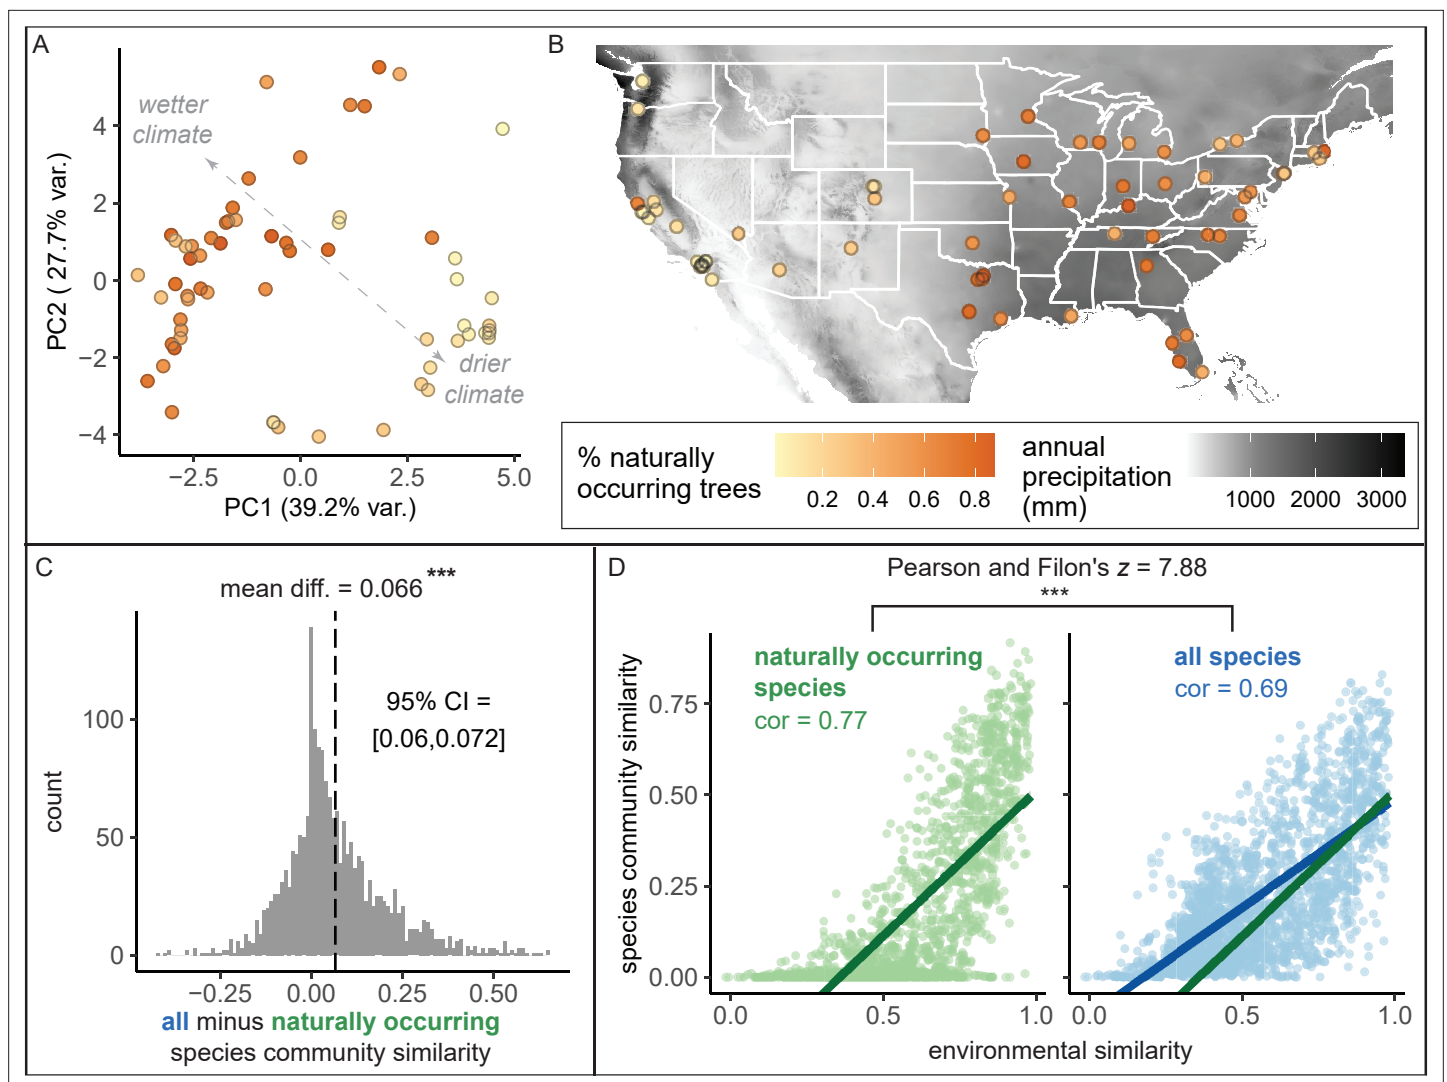 A
wetter
climate
drier
climate
4
2
0
−2
−4
PC2 ( 27.7% var.)
−2.5
0.0
2.5
5.0
PC1 (39.2% var.)
B
% naturally
occurring trees
0.2
0.4
0.6
0.8
annual
precipitation
(mm)
1000
2000
3000
C
mean diff. = 0.066 ***
95% CI =
[0.06,0.072]
100
50
0
count
−0.25
0.00
0.25
0.50
all minus naturally occurring
species community similarity
D
Pearson and Filon's z = 7.88
***
naturally occurring
species
cor = 0.77
all species
cor = 0.69
0.75
0.50
0.25
0.00
species community similarity
0.0
0.5
1.0
0.0
0.5
1.0
environmental similarity